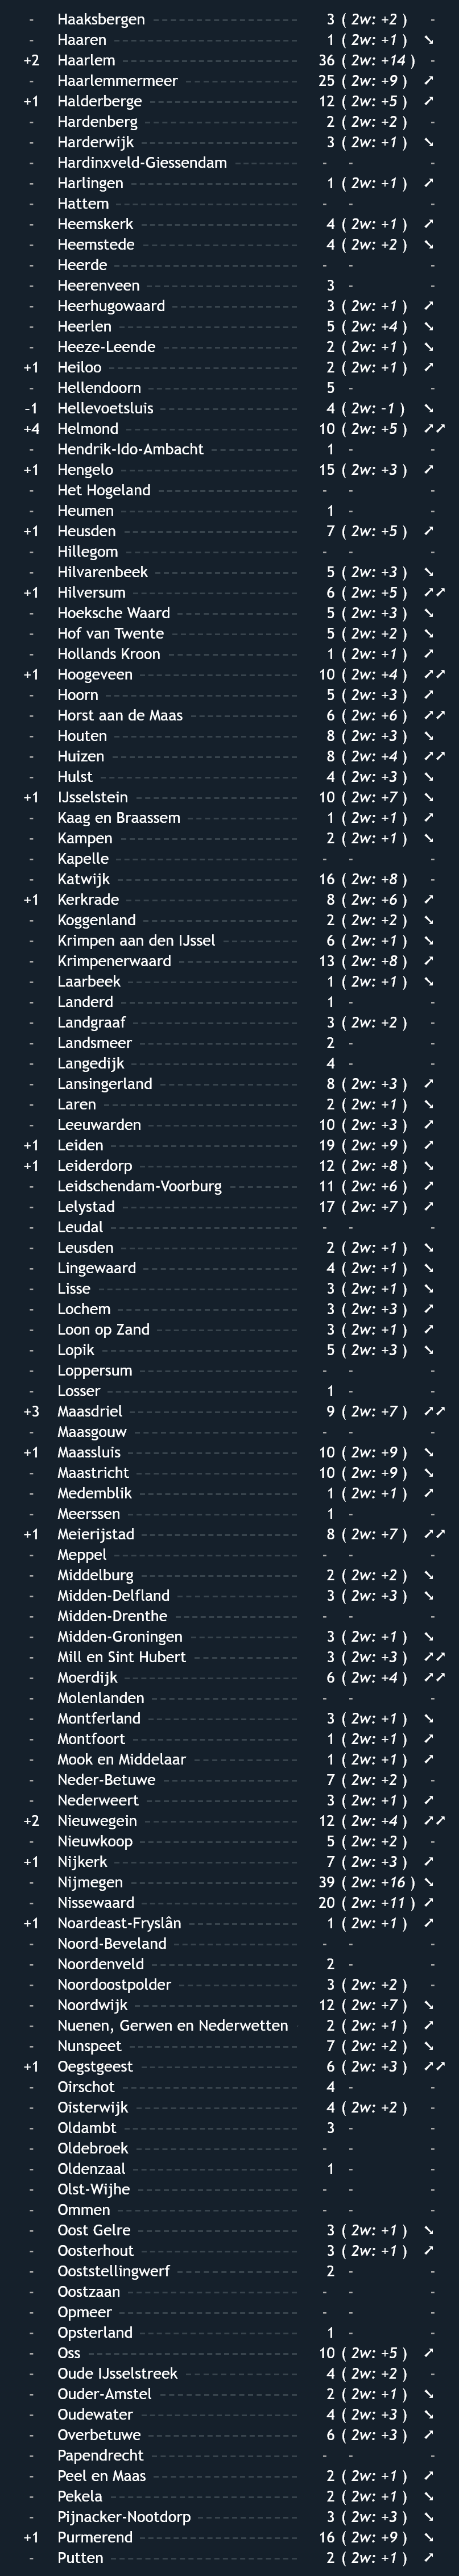 - Haaksbergen 3 ( 2w: +2 ) -
- Haaren 1 ( 2w: +1 ) ➘
+2 Haarlem 36 ( 2w: +14 ) -
- Haarlemmermeer 25 ( 2w: +9 ) ➚
+1 Halderberge 12 ( 2w: +5 ) ➚
- Hardenberg 2 ( 2w: +2 ) -
- Harderwijk 3 ( 2w: +1 ) ➘
- Hardinxveld-Giessendam - - -
- Harlingen 1 ( 2w: +1 ) ➚
- Hattem - - -
- Heemskerk 4 ( 2w: +1 ) ➚
- Heemstede 4 ( 2w: +2 ) ➘
- Heerde - - -
- Heerenveen 3 - -
- Heerhugowaard 3 ( 2w: +1 ) ➚
- Heerlen 5 ( 2w: +4 ) ➘
- Heeze-Leende 2 ( 2w: +1 ) ➘
+1 Heiloo 2 ( 2w: +1 ) ➚
- Hellendoorn 5 - -
-1 Hellevoetsluis 4 ( 2w: -1 ) ➘
+4 Helmond 10 ( 2w: +5 ) ➚➚
- Hendrik-Ido-Ambacht 1 - -
+1 Hengelo 15 ( 2w: +3 ) ➚
- Het Hogeland - - -
- Heumen 1 - -
+1 Heusden 7 ( 2w: +5 ) ➚
- Hillegom - - -
- Hilvarenbeek 5 ( 2w: +3 ) ➘
+1 Hilversum 6 ( 2w: +5 ) ➚➚
- Hoeksche Waard 5 ( 2w: +3 ) ➘
- Hof van Twente 5 ( 2w: +2 ) ➘
- Hollands Kroon 1 ( 2w: +1 ) ➚
+1 Hoogeveen 10 ( 2w: +4 ) ➚➚
- Hoorn 5 ( 2w: +3 ) ➚
- Horst aan de Maas 6 ( 2w: +6 ) ➚➚
- Houten 8 ( 2w: +3 ) ➘
- Huizen 8 ( 2w: +4 ) ➚➚
- Hulst 4 ( 2w: +3 ) ➘
+1 IJsselstein 10 ( 2w: +7 ) ➘
- Kaag en Braassem 1 ( 2w: +1 ) ➚
- Kampen 2 ( 2w: +1 ) ➘
- Kapelle - - -
- Katwijk 16 ( 2w: +8 ) -
+1 Kerkrade 8 ( 2w: +6 ) ➚
- Koggenland 2 ( 2w: +2 ) ➘
- Krimpen aan den IJssel 6 ( 2w: +1 ) ➘
- Krimpenerwaard 13 ( 2w: +8 ) ➚
- Laarbeek 1 ( 2w: +1 ) ➘
- Landerd 1 - -
- Landgraaf 3 ( 2w: +2 ) -
- Landsmeer 2 - -
- Langedijk 4 - -
- Lansingerland 8 ( 2w: +3 ) ➚
- Laren 2 ( 2w: +1 ) ➘
- Leeuwarden 10 ( 2w: +3 ) ➚
+1 Leiden 19 ( 2w: +9 ) ➚
+1 Leiderdorp 12 ( 2w: +8 ) ➘
- Leidschendam-Voorburg 11 ( 2w: +6 ) ➚
- Lelystad 17 ( 2w: +7 ) ➚
- Leudal - - -
- Leusden 2 ( 2w: +1 ) ➘
- Lingewaard 4 ( 2w: +1 ) ➘
- Lisse 3 ( 2w: +1 ) ➘
- Lochem 3 ( 2w: +3 ) ➚
- Loon op Zand 3 ( 2w: +1 ) ➚
- Lopik 5 ( 2w: +3 ) ➘
- Loppersum - - -
- Losser 1 - -
+3 Maasdriel 9 ( 2w: +7 ) ➚➚
- Maasgouw - - -
+1 Maassluis 10 ( 2w: +9 ) ➘
- Maastricht 10 ( 2w: +9 ) ➘
- Medemblik 1 ( 2w: +1 ) ➚
- Meerssen 1 - -
+1 Meierijstad 8 ( 2w: +7 ) ➚➚
- Meppel - - -
- Middelburg 2 ( 2w: +2 ) ➘
- Midden-Delfland 3 ( 2w: +3 ) ➘
- Midden-Drenthe - - -
- Midden-Groningen 3 ( 2w: +1 ) ➘
- Mill en Sint Hubert 3 ( 2w: +3 ) ➚➚
- Moerdijk 6 ( 2w: +4 ) ➚➚
- Molenlanden - - -
- Montferland 3 ( 2w: +1 ) ➘
- Montfoort 1 ( 2w: +1 ) ➚
- Mook en Middelaar 1 ( 2w: +1 ) ➚
- Neder-Betuwe 7 ( 2w: +2 ) -
- Nederweert 3 ( 2w: +1 ) ➚
+2 Nieuwegein 12 ( 2w: +4 ) ➚➚
- Nieuwkoop 5 ( 2w: +2 ) -
+1 Nijkerk 7 ( 2w: +3 ) ➚
- Nijmegen 39 ( 2w: +16 ) ➘
- Nissewaard 20 ( 2w: +11 ) ➚
+1 Noardeast-Fryslân 1 ( 2w: +1 ) ➚
- Noord-Beveland - - -
- Noordenveld 2 - -
- Noordoostpolder 3 ( 2w: +2 ) -
- Noordwijk 12 ( 2w: +7 ) ➘
- Nuenen, Gerwen en Nederwetten 2 ( 2w: +1 ) ➚
- Nunspeet 7 ( 2w: +2 ) ➘
+1 Oegstgeest 6 ( 2w: +3 ) ➚➚
- Oirschot 4 - -
- Oisterwijk 4 ( 2w: +2 ) -
- Oldambt 3 - -
- Oldebroek - - -
- Oldenzaal 1 - -
- Olst-Wijhe - - -
- Ommen - - -
- Oost Gelre 3 ( 2w: +1 ) ➘
- Oosterhout 3 ( 2w: +1 ) ➚
- Ooststellingwerf 2 - -
- Oostzaan - - -
- Opmeer - - -
- Opsterland 1 - -
- Oss 10 ( 2w: +5 ) ➚
- Oude IJsselstreek 4 ( 2w: +2 ) -
- Ouder-Amstel 2 ( 2w: +1 ) ➘
- Oudewater 4 ( 2w: +3 ) ➘
- Overbetuwe 6 ( 2w: +3 ) ➚
- Papendrecht - - -
- Peel en Maas 2 ( 2w: +1 ) ➚
- Pekela 2 ( 2w: +1 ) ➘
- Pijnacker-Nootdorp 3 ( 2w: +3 ) ➘
+1 Purmerend 16 ( 2w: +9 ) ➘
- Putten 2 ( 2w: +1 ) ➚